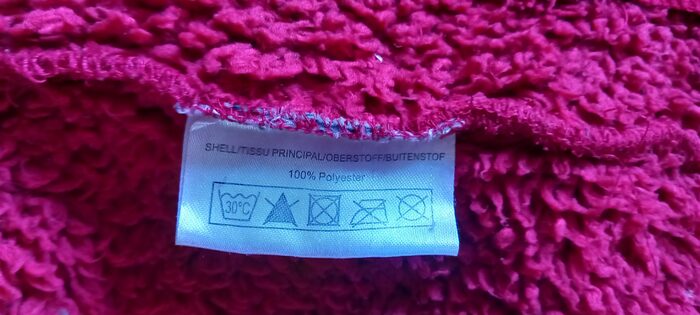 SHELL/TISSU PRINCIPAL/OBERSTOFF/BUITENSTOF
100% Polyester
30°C